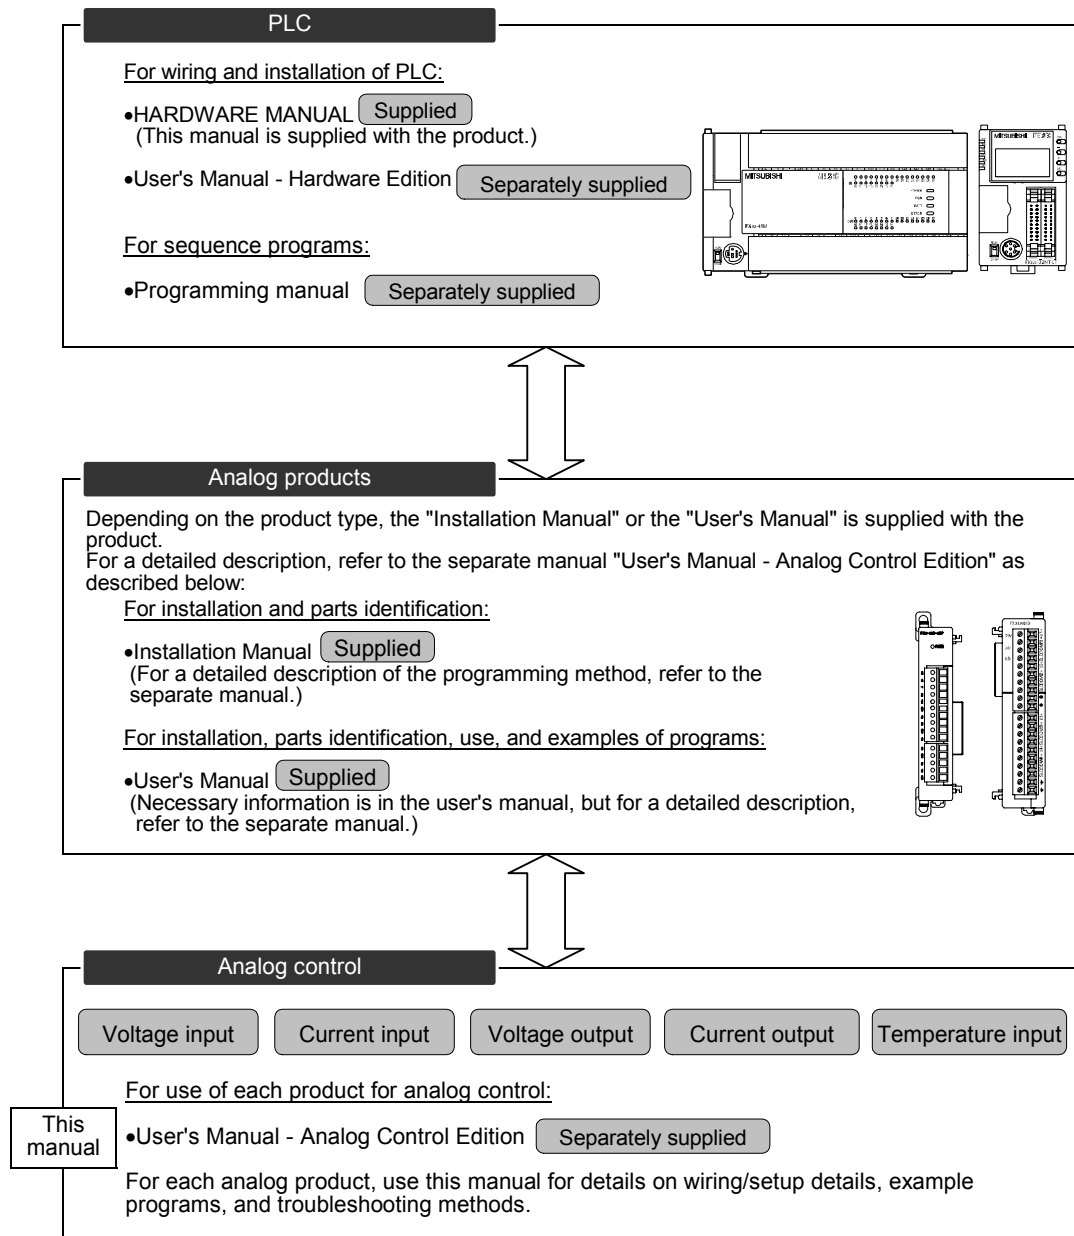 PLC
For wiring and installation of PLC:
•HARDWARE MANUAL Supplied
(This manual is supplied with the product.)
•User's Manual - Hardware Edition Separately supplied
For sequence programs:
•Programming manual Separately supplied
MITSUBISHI
MITSUBISHI
Analog products
Depending on the product type, the "Installation Manual" or the "User's Manual" is supplied with the
product.
For a detailed description, refer to the separate manual "User's Manual - Analog Control Edition" as
described below:
For installation and parts identification:
•Installation Manual Supplied
(For a detailed description of the programming method, refer to the
separate manual.)
For installation, parts identification, use, and examples of programs:
•User's Manual Supplied
(Necessary information is in the user's manual, but for a detailed description,
refer to the separate manual.)
Analog control
Voltage input Current input Voltage output Current output Temperature input
For use of each product for analog control:
This
manual
•User's Manual - Analog Control Edition Separately supplied
For each analog product, use this manual for details on wiring/setup details, example
programs, and troubleshooting methods.